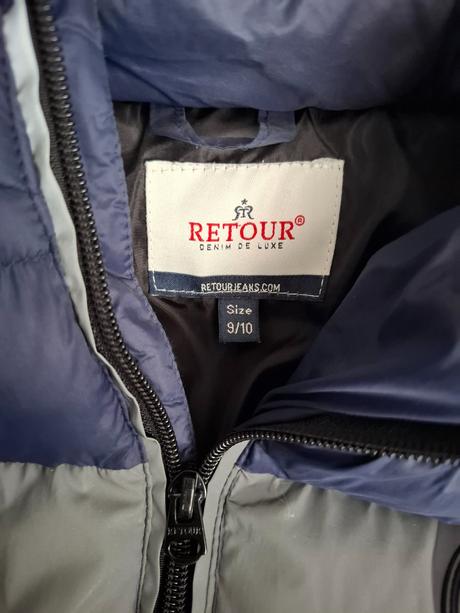 RETOUR®
DENIM DE LUXE
RETOURJEANS.COM
Size
9/10
RETOUR